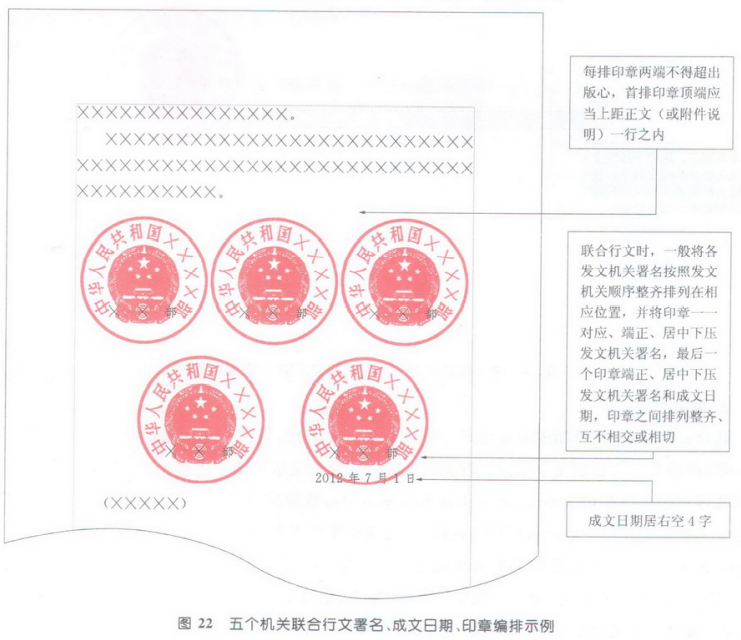 ×××××××××××××××。
××××××××××××××××××××××××××
××××××××××××××××××××××××××××
××××××××××。
中华人民共和国××××部
× × 部
中华人民共和国××××部
× × 部
中华人民共和国××××部
× × 部
中华人民共和国××××部
× × 部
中华人民共和国××××部
× × 部
2012 年 7 月 1 日
(×××××)
每排印章两端不得超出
版心，首排印章顶端应
当上距正文（或附件说
明）一行之内
联合行文时，一般将各
发文机关署名按照发文
机关顺序整齐排列在相
应位置，并将印章一一
对应、端正、居中下压
发文机关署名，最后一
个印章端正、居中下压
发文机关署名和成文日
期，印章之间排列整齐、
互不相交或相切
成文日期居右空 4 字
图 22 五个机关联合行文署名、成文日期、印章编排示例